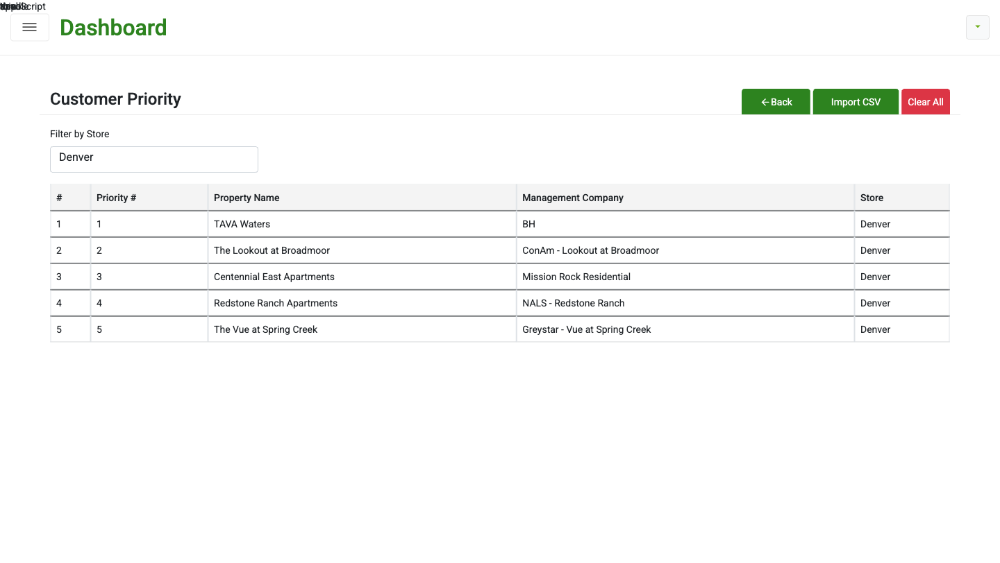 Dashboard
Customer Priority
Back
Import CSV
Clear All
Filter by Store
Denver
# Priority # Property Name Management Company Store
1 1 TAVA Waters BH Denver
2 2 The Lookout at Broadmoor ConAm - Lookout at Broadmoor Denver
3 3 Centennial East Apartments Mission Rock Residential Denver
4 4 Redstone Ranch Apartments NALS - Redstone Ranch Denver
5 5 The Vue at Spring Creek Greystar - Vue at Spring Creek Denver